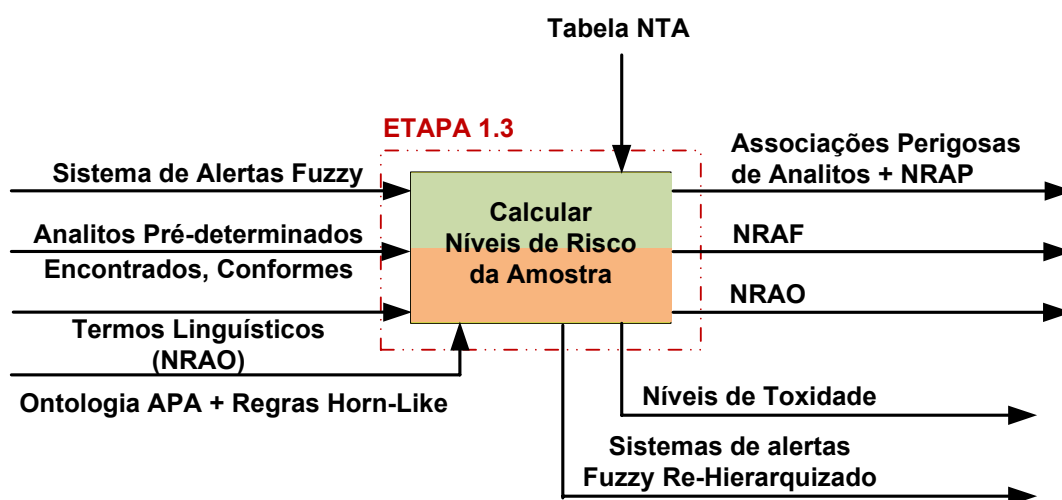 Tabela NTA
ETAPA 1.3
Sistema de Alertas Fuzzy
Analitos Pré-determinados
Encontrados, Conformes
Termos Linguísticos
(NRAO)
Ontologia APA + Regras Horn-Like
Calcular
Níveis de Risco
da Amostra
Associações Perigosas
de Analitos + NRAP
NRAF
NRAO
Níveis de Toxidade
Sistemas de alertas
Fuzzy Re-Hierarquizado